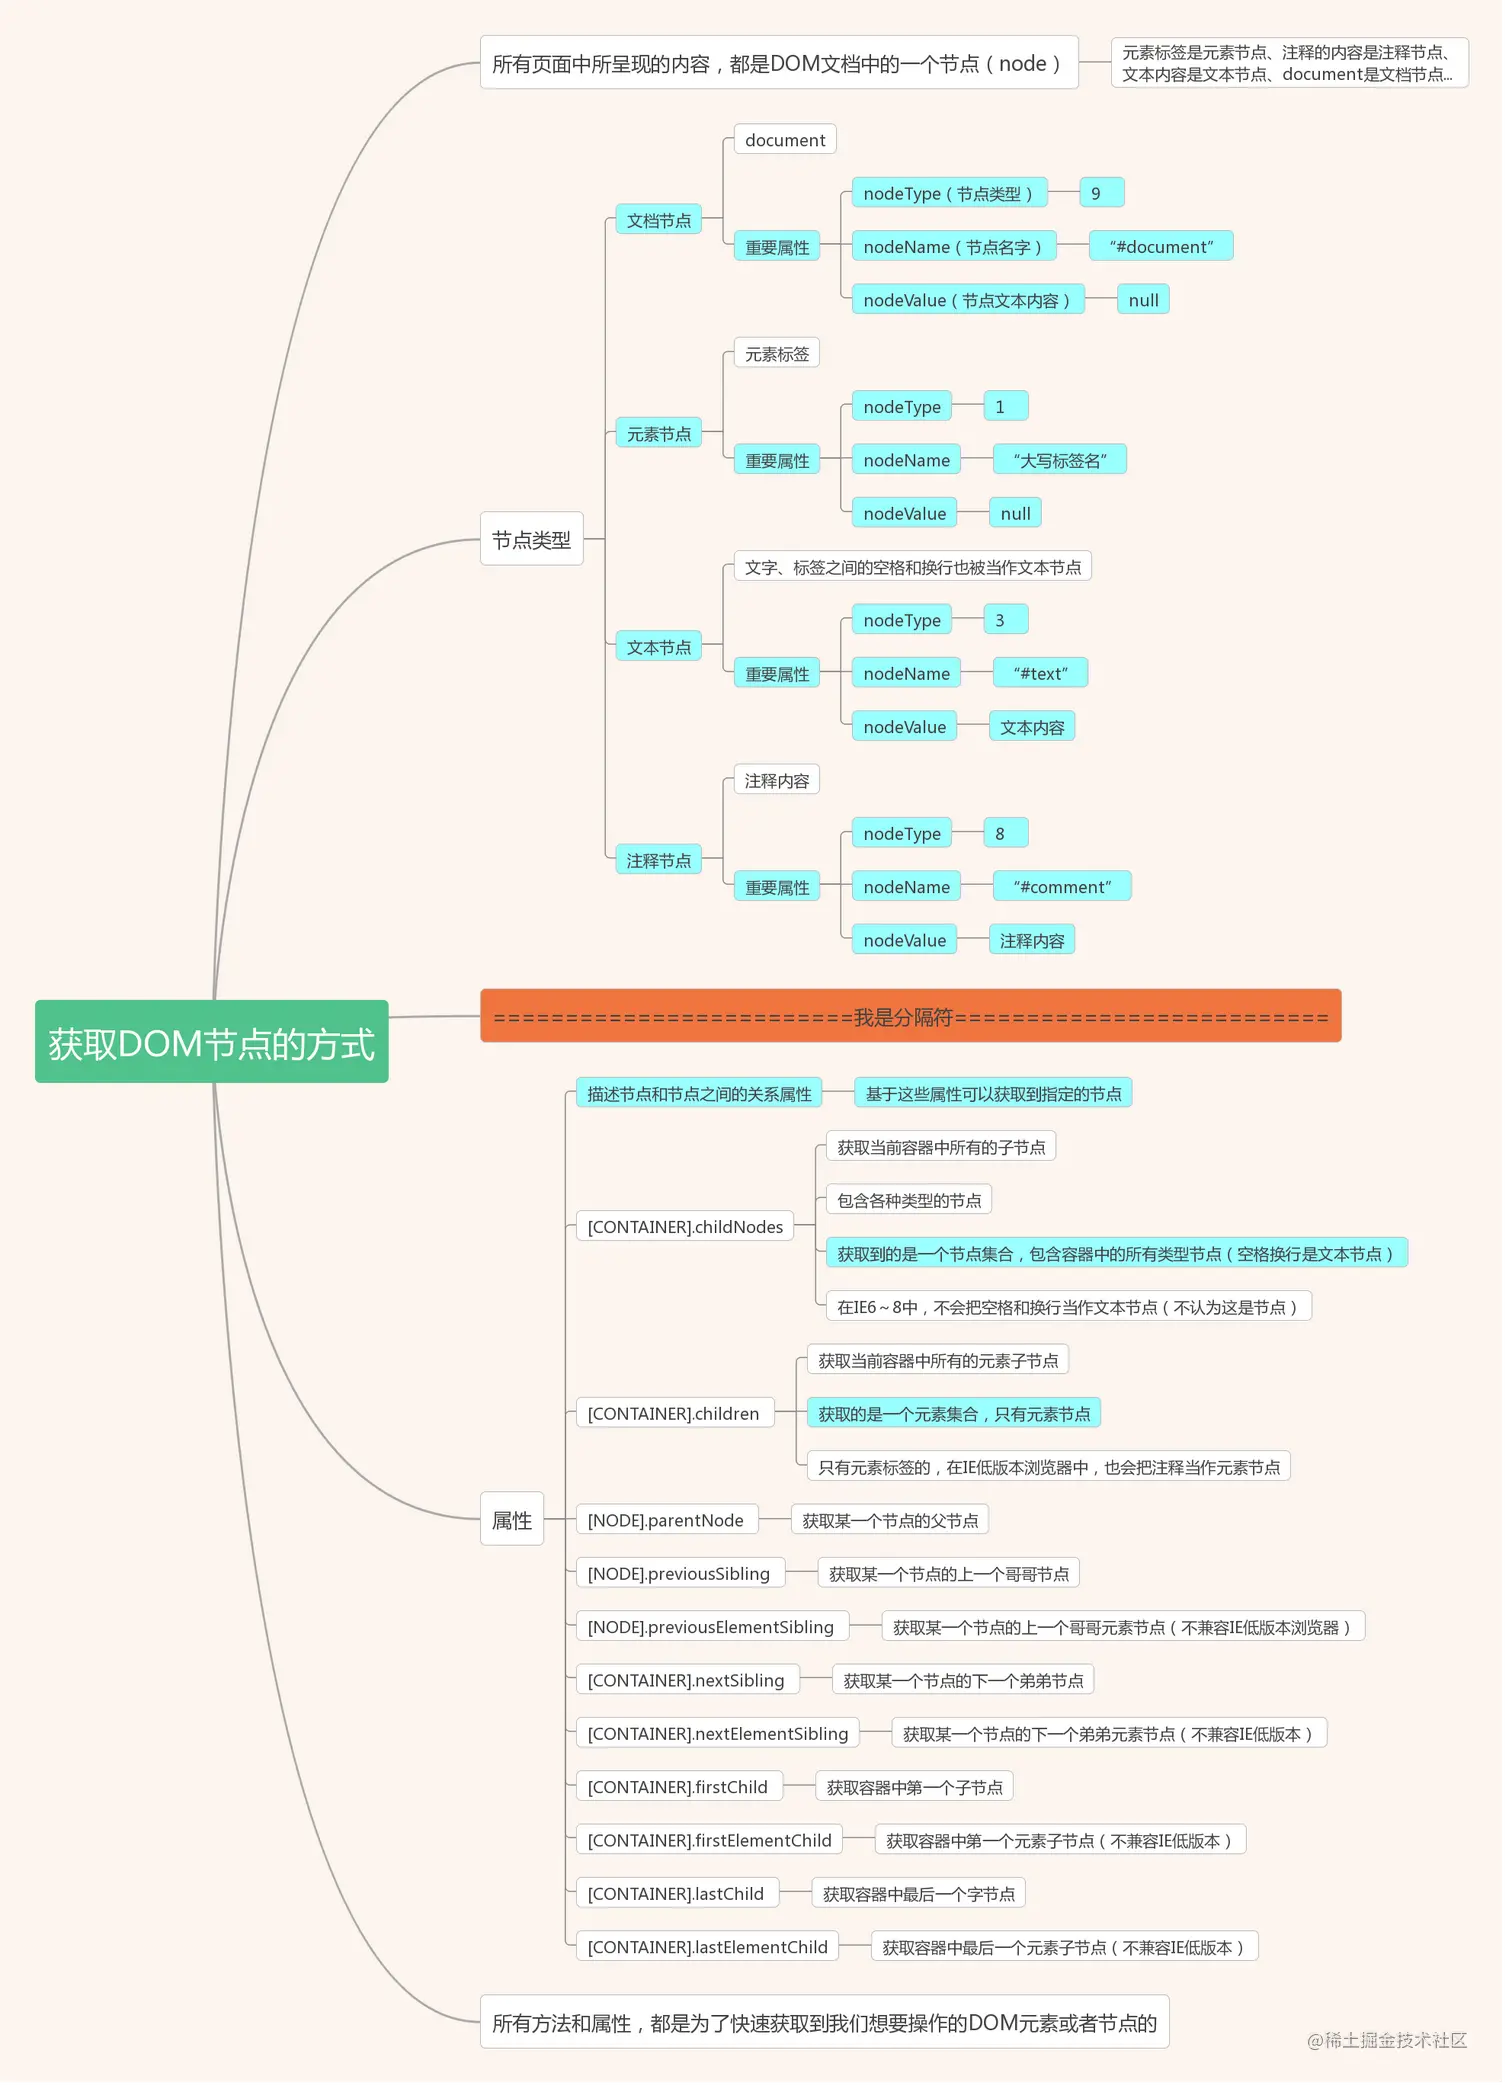 所有页面中所呈现的内容，都是DOM文档中的一个节点（node）
元素标签是元素节点、注释的内容是注释节点、
文本内容是文本节点、document是文档节点...
document
文档节点
重要属性
nodeType（节点类型）
9
nodeName（节点名字）
“#document”
nodeValue（节点文本内容）
null
元素标签
元素节点
重要属性
nodeType
1
nodeName
“大写标签名”
nodeValue
null
节点类型
文字、标签之间的空格和换行也被当作文本节点
文本节点
重要属性
nodeType
3
nodeName
“#text”
nodeValue
文本内容
注释内容
注释节点
重要属性
nodeType
8
nodeName
“#comment”
nodeValue
注释内容
获取DOM节点的方式
=========================我是分隔符==========================
描述节点和节点之间的关系属性
基于这些属性可以获取到指定的节点
[CONTAINER].childNodes
获取当前容器中所有的子节点
包含各种类型的节点
获取到的是一个节点集合，包含容器中的所有类型节点（空格换行是文本节点）
在IE6～8中，不会把空格和换行当作文本节点（不认为这是节点）
[CONTAINER].children
获取当前容器中所有的元素子节点
获取的是一个元素集合，只有元素节点
只有元素标签的，在IE低版本浏览器中，也会把注释当作元素节点
属性
[NODE].parentNode
获取某一个节点的父节点
[NODE].previousSibling
获取某一个节点的上一个哥哥节点
[NODE].previousElementSibling
获取某一个节点的上一个哥哥元素节点（不兼容IE低版本浏览器）
[CONTAINER].nextSibling
获取某一个节点的下一个弟弟节点
[CONTAINER].nextElementSibling
获取某一个节点的下一个弟弟元素节点（不兼容IE低版本）
[CONTAINER].firstChild
获取容器中第一个子节点
[CONTAINER].firstElementChild
获取容器中第一个元素子节点（不兼容IE低版本）
[CONTAINER].lastChild
获取容器中最后一个字节点
[CONTAINER].lastElementChild
获取容器中最后一个元素子节点（不兼容IE低版本）
所有方法和属性，都是为了快速获取到我们想要操作的DOM元素或者节点的
@稀土掘金技术社区